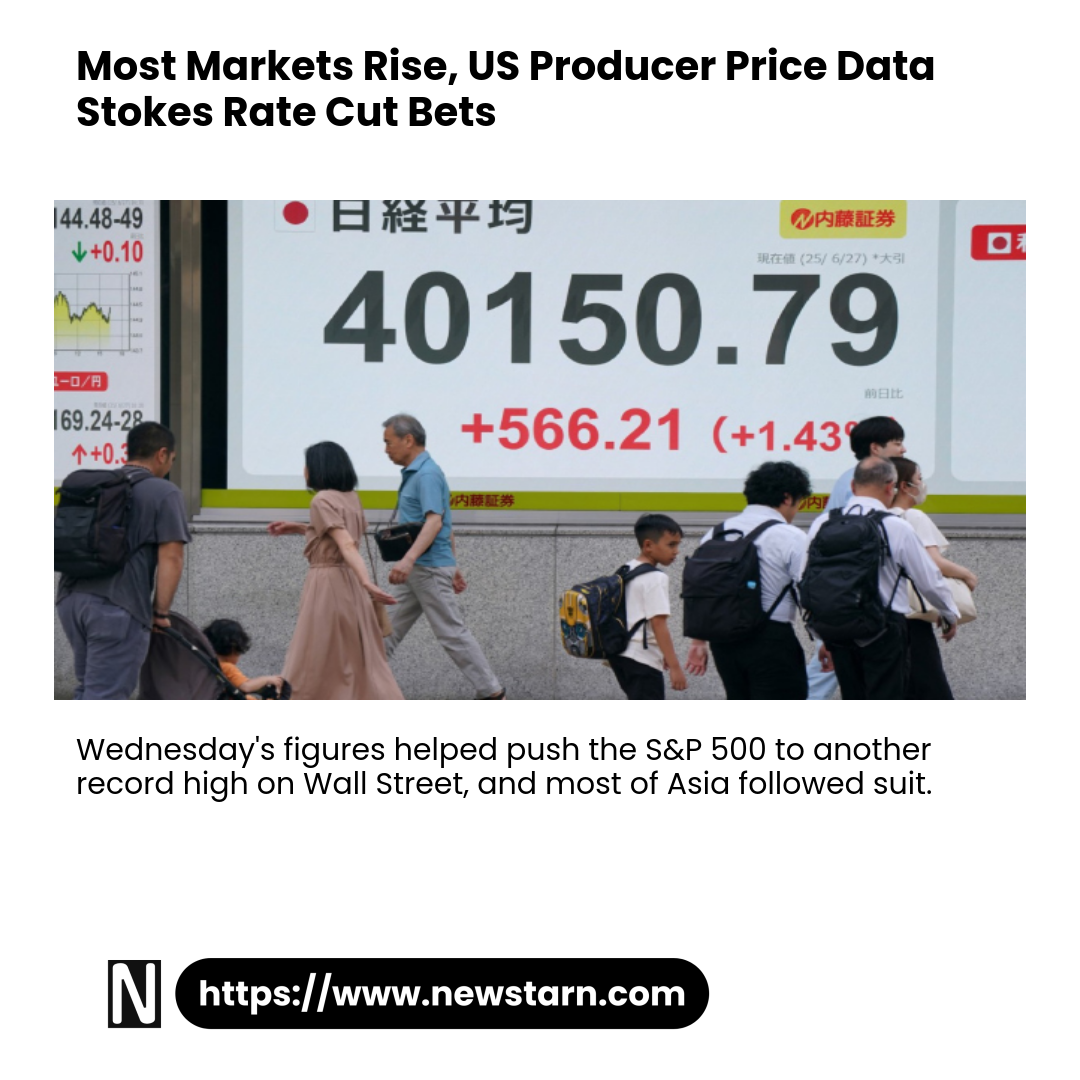 Most Markets Rise, US Producer Price Data
Stokes Rate Cut Bets
144.48-49
↓+0.10
ユーロ/円
169.24-28
↑+0.3
日経平均
内藤証券
現在値 (25/ 6/27) *大引
40150.79
前日比
+566.21 (+1.43%
内藤証券
内
Wednesday's figures helped push the S&P 500 to another
record high on Wall Street, and most of Asia followed suit.
N
https://www.newstarn.com